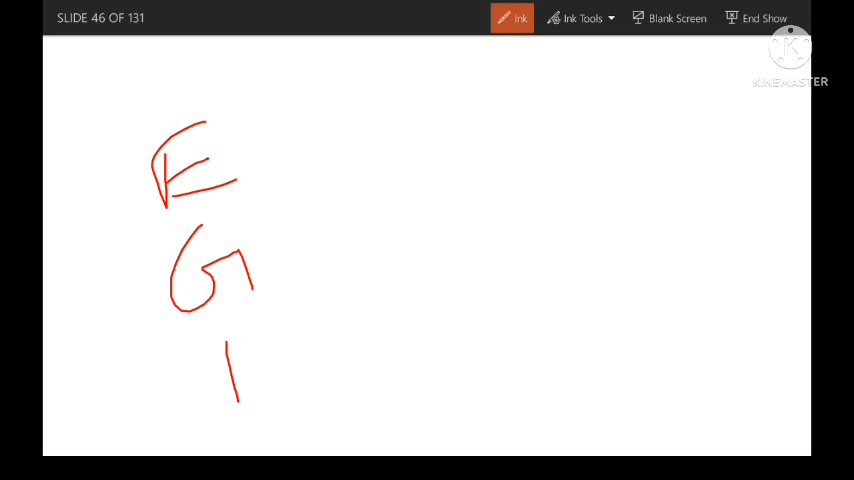 SLIDE 46 OF 131 Ink Ink Tools Blank Screen End Show
K
KINEMASTER
E
G
I